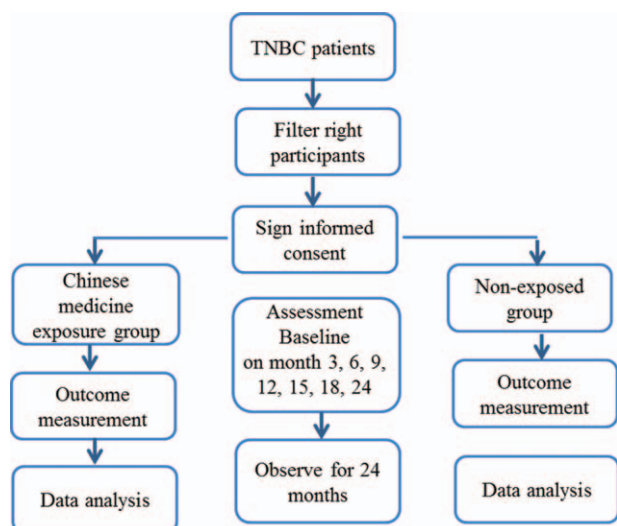 TNBC patients
Filter right
participants
Sign informed
consent
Chinese
medicine
exposure group
Outcome
measurement
Data analysis
Assessment
Baseline
on month 3, 6, 9,
12, 15, 18, 24
Observe for 24
months
Non-exposed
group
Outcome
measurement
Data analysis